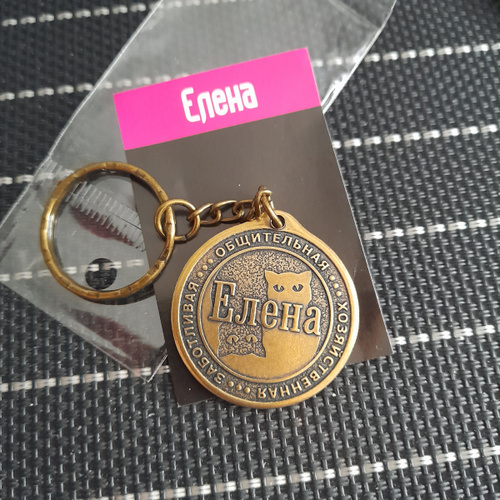 Елена
ОБЩИТЕЛЬНАЯ
ХОЗЯЙСТВЕННАЯ
ЗАБОТЛИВАЯ
Елена